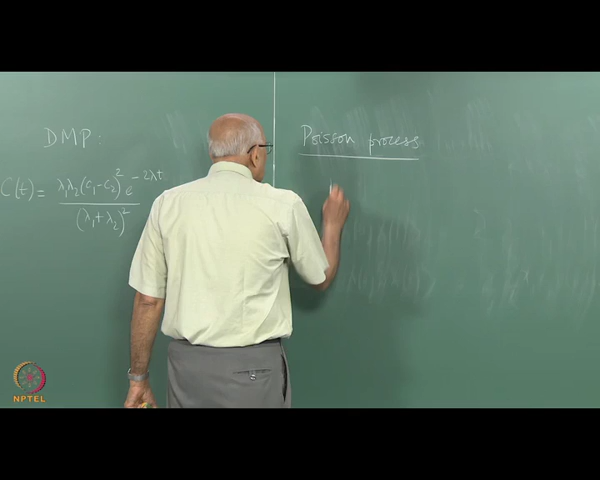 DMP:
C(t) = λ₁λ₂(c₁-c₂)² e^{-2λt} / (λ₁+λ₂)²
Poisson process
NPTEL